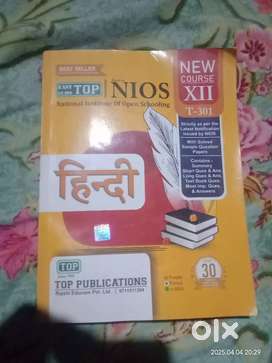 BEST SELLER
TOP
NIOS
National Institute Of Open Schooling
NEW
COURSE
XII
T-301
Strictly as per the
Latest Notification
Issued by NIOS
With Solved
Sample Question
Papers
Contains :
Summary
Short Ques & Ans
Long Ques & Ans
Text Book Ques.
Most Imp. Ques.
& Answers
हिन्दी
TOP
TOP PUBLICATIONS
30
OLX
2025.04.04 20:29